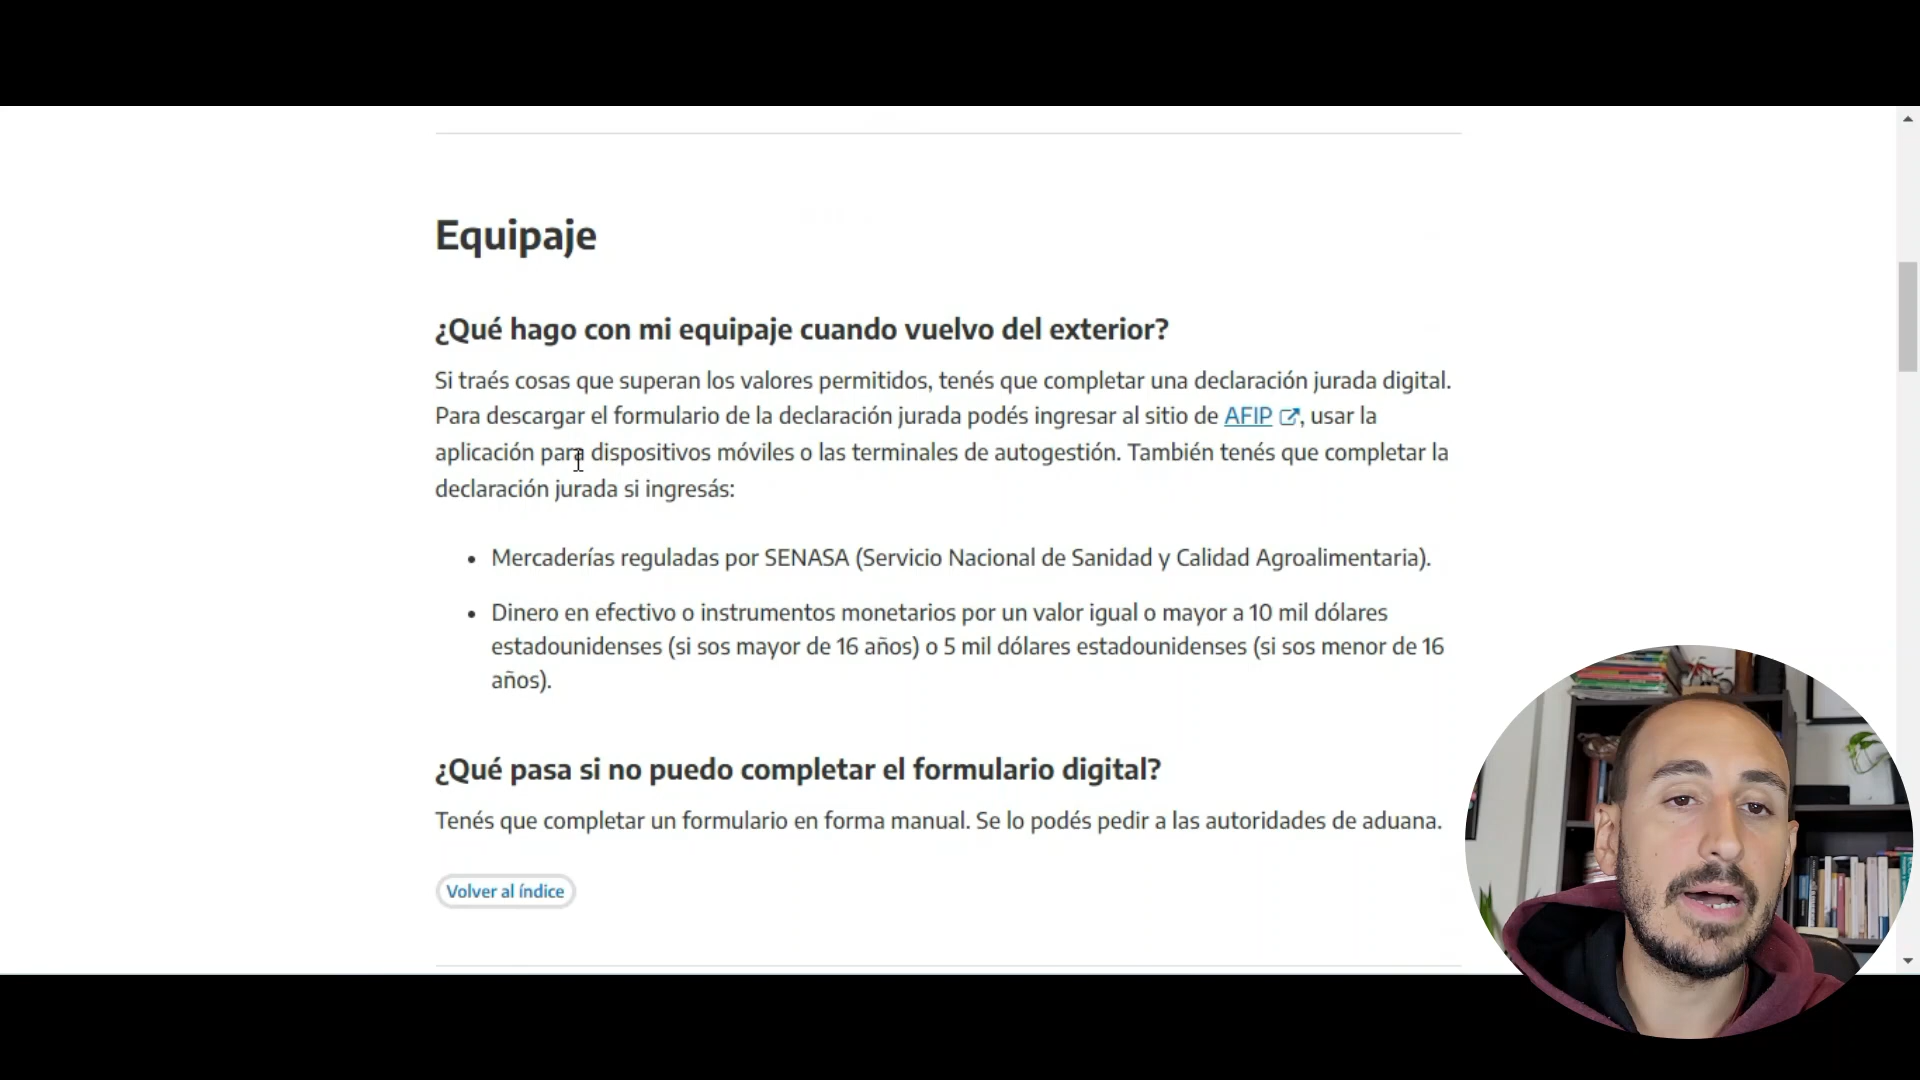 Equipaje
¿Qué hago con mi equipaje cuando vuelvo del exterior?
Si traés cosas que superan los valores permitidos, tenés que completar una declaración jurada digital.
Para descargar el formulario de la declaración jurada podés ingresar al sitio de AFIP, usar la
aplicación para dispositivos móviles o las terminales de autogestión. También tenés que completar la
declaración jurada si ingresás:
• Mercaderías reguladas por SENASA (Servicio Nacional de Sanidad y Calidad Agroalimentaria).
• Dinero en efectivo o instrumentos monetarios por un valor igual o mayor a 10 mil dólares
estadounidenses (si sos mayor de 16 años) o 5 mil dólares estadounidenses (si sos menor de 16
años).
¿Qué pasa si no puedo completar el formulario digital?
Tenés que completar un formulario en forma manual. Se lo podés pedir a las autoridades de aduana.
Volver al índice